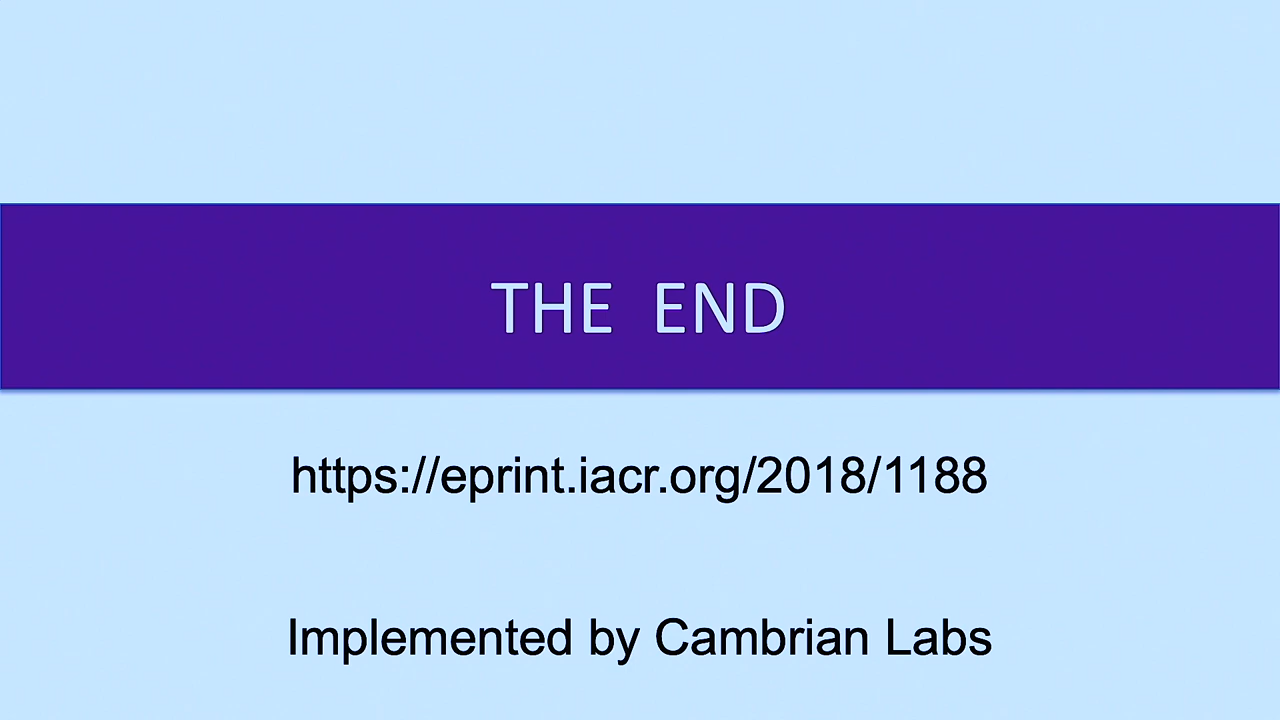 THE END
https://eprint.iacr.org/2018/1188
Implemented by Cambrian Labs